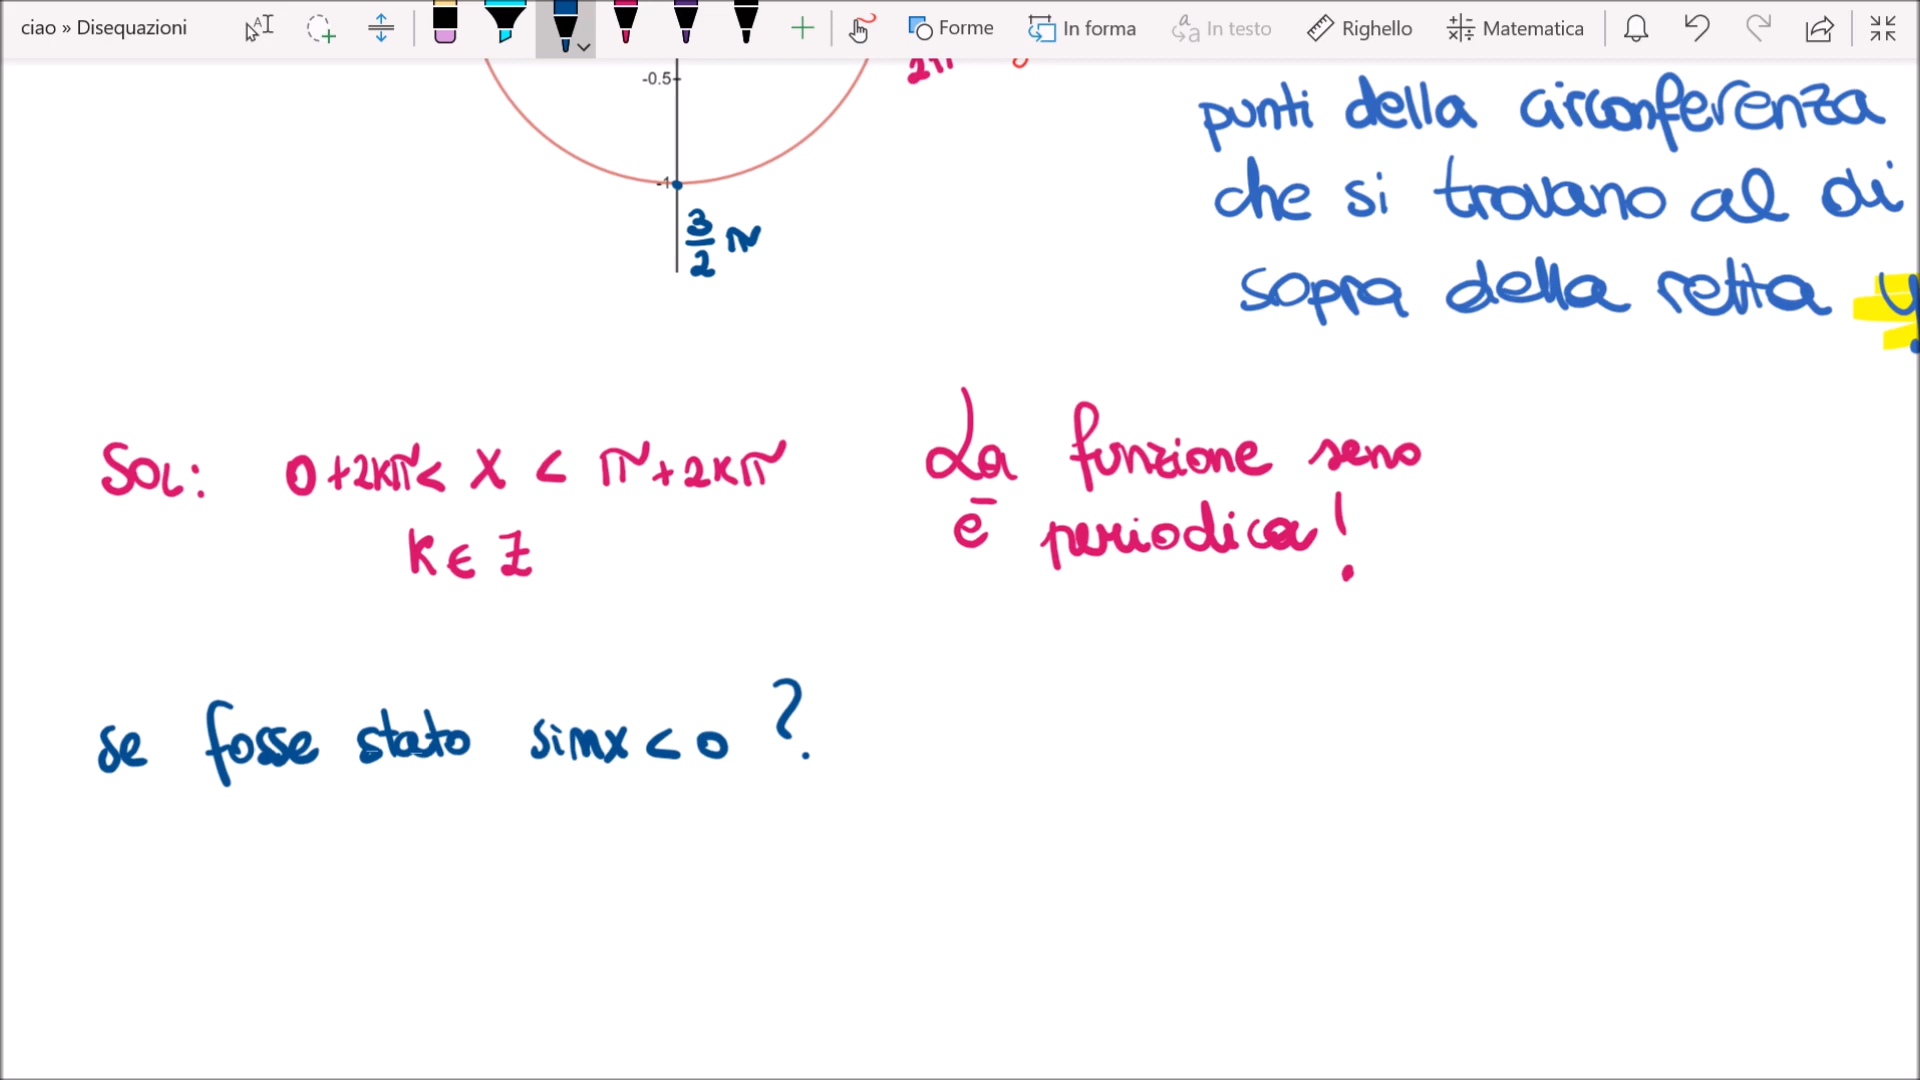 ciao » Disequazioni
Forme
In forma
In testo
Righello
Matematica
-0.5
punti della circonferenza
-1
che si trovano al di
3/2 π
sopra della retta y
SOL: 0+2kπ < x < π+2kπ
La funzione seno
k ∈ Z
è periodica!
se fosse stato sinx < 0 ?